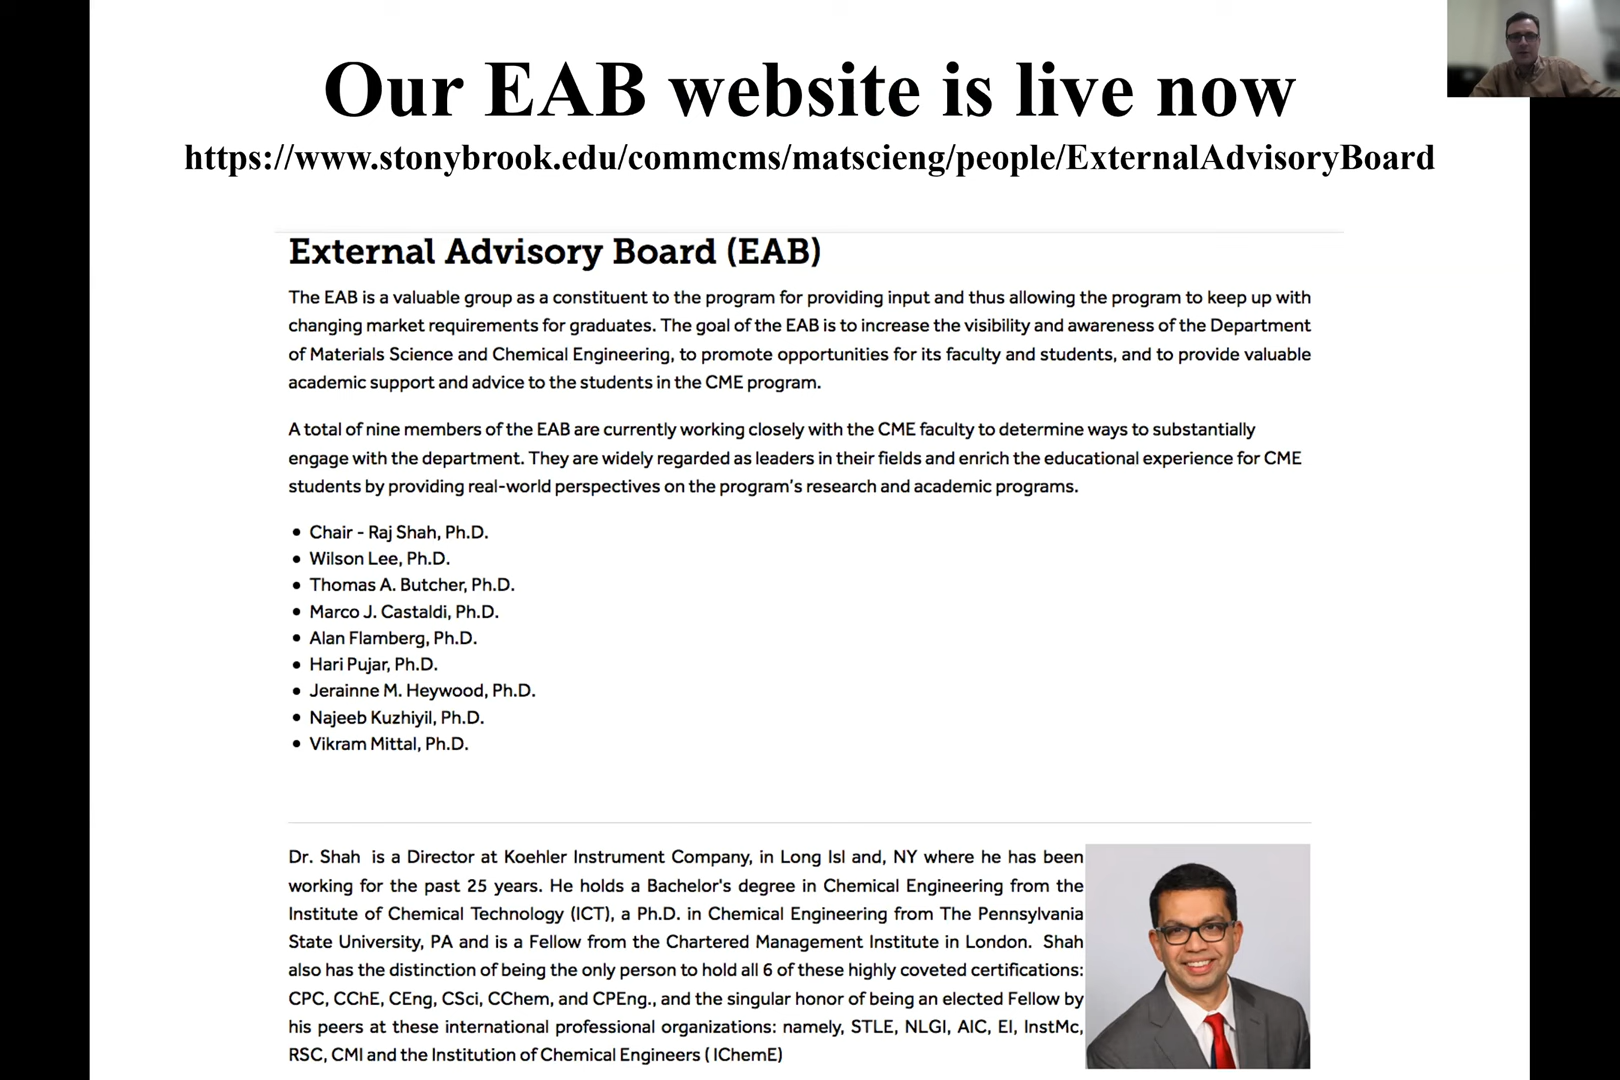 Our EAB website is live now
https://www.stonybrook.edu/commcms/matscieng/people/ExternalAdvisoryBoard
External Advisory Board (EAB)
The EAB is a valuable group as a constituent to the program for providing input and thus allowing the program to keep up with
changing market requirements for graduates. The goal of the EAB is to increase the visibility and awareness of the Department
of Materials Science and Chemical Engineering, to promote opportunities for its faculty and students, and to provide valuable
academic support and advice to the students in the CME program.
A total of nine members of the EAB are currently working closely with the CME faculty to determine ways to substantially
engage with the department. They are widely regarded as leaders in their fields and enrich the educational experience for CME
students by providing real-world perspectives on the program's research and academic programs.
• Chair - Raj Shah, Ph.D.
• Wilson Lee, Ph.D.
• Thomas A. Butcher, Ph.D.
• Marco J. Castaldi, Ph.D.
• Alan Flamberg, Ph.D.
• Hari Pujar, Ph.D.
• Jerainne M. Heywood, Ph.D.
• Najeeb Kuzhiyil, Ph.D.
• Vikram Mittal, Ph.D.
Dr. Shah is a Director at Koehler Instrument Company, in Long Isl and, NY where he has been
working for the past 25 years. He holds a Bachelor's degree in Chemical Engineering from the
Institute of Chemical Technology (ICT), a Ph.D. in Chemical Engineering from The Pennsylvania
State University, PA and is a Fellow from the Chartered Management Institute in London. Shah
also has the distinction of being the only person to hold all 6 of these highly coveted certifications:
CPC, CChE, CEng, CSci, CChem, and CPEng., and the singular honor of being an elected Fellow by
his peers at these international professional organizations: namely, STLE, NLGI, AIC, EI, InstMc,
RSC, CMI and the Institution of Chemical Engineers ( IChemE)